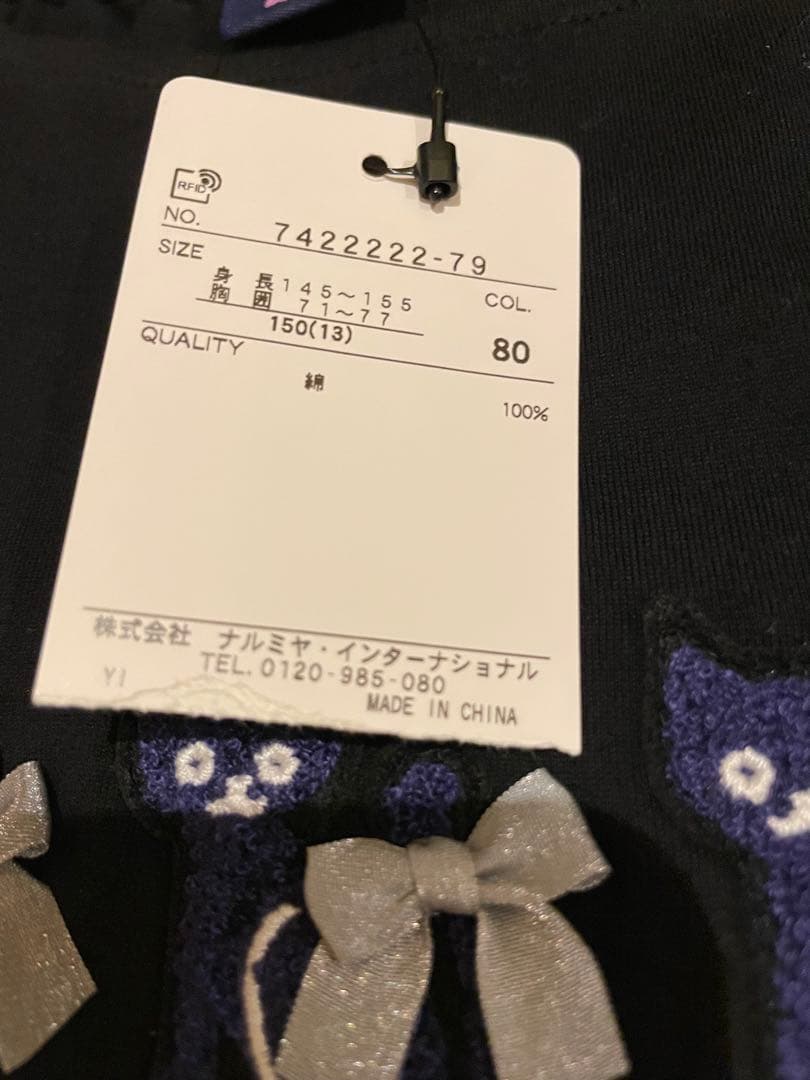 RFID
NO. 7422222-79
SIZE
身 長 145～155
胸 囲 71～77
150(13)
COL.
80
QUALITY
綿 100%
株式会社 ナルミヤ・インターナショナル
TEL. 0120-985-080
YI
MADE IN CHINA